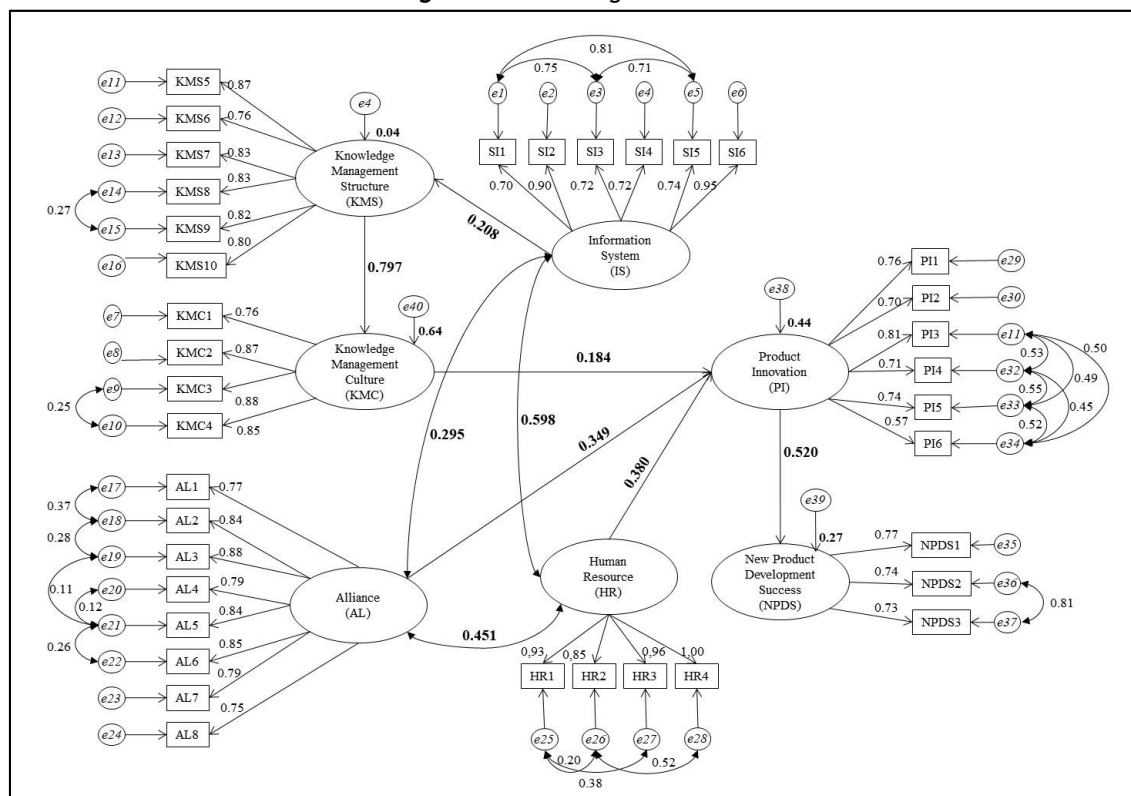 0.81
0.75
0.71
e1
e2
e3
e4
e5
e6
SI1
SI2
SI3
SI4
SI5
SI6
0.70
0.90
0.72
0.72
0.74
0.95
Information
System
(IS)
e11
e12
e13
e14
e15
e16
0.27
KMS5
KMS6
KMS7
KMS8
KMS9
KMS10
0.87
0.76
0.83
0.83
0.82
0.80
e4
0.04
Knowledge
Management
Structure
(KMS)
0.208
0.797
e7
e8
e9
e10
0.25
KMC1
KMC2
KMC3
KMC4
0.76
0.87
0.88
0.85
e40
0.64
Knowledge
Management
Culture
(KMC)
0.184
0.295
0.598
0.349
0.380
e38
0.44
Product
Innovation
(PI)
0.76
0.70
0.81
0.71
0.74
0.57
PI1
PI2
PI3
PI4
PI5
PI6
e29
e30
e11
e32
e33
e34
0.53
0.55
0.52
0.49
0.45
0.50
0.520
e39
0.27
New Product
Development
Success
(NPDS)
0.77
0.74
0.73
NPDS1
NPDS2
NPDS3
e35
e36
e37
0.81
e17
e18
e19
e20
e21
e22
e23
e24
0.37
0.28
0.11
0.12
0.26
AL1
AL2
AL3
AL4
AL5
AL6
AL7
AL8
0.77
0.84
0.88
0.79
0.84
0.85
0.79
0.75
Alliance
(AL)
0.451
Human
Resource
(HR)
0,93
0,85
0,96
1,00
HR1
HR2
HR3
HR4
e25
e26
e27
e28
0.20
0.52
0.38